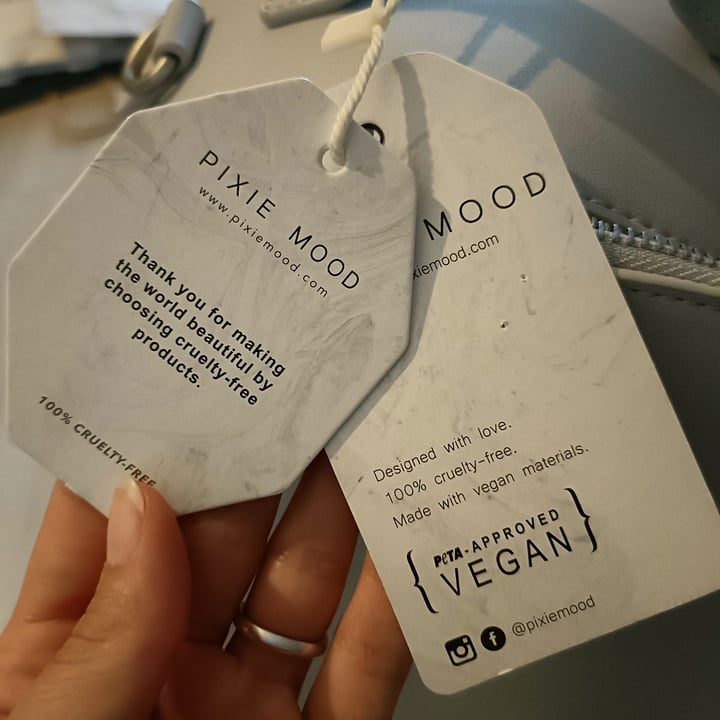 PIXIE MOOD
www.pixiemood.com
Thank you for making
the world beautiful by
choosing cruelty-free
products.
100% CRUELTY-FREE
MOOD
xiemood.com
Designed with love.
100% cruelty-free.
Made with vegan materials.
PETA-APPROVED
VEGAN
@pixiemood